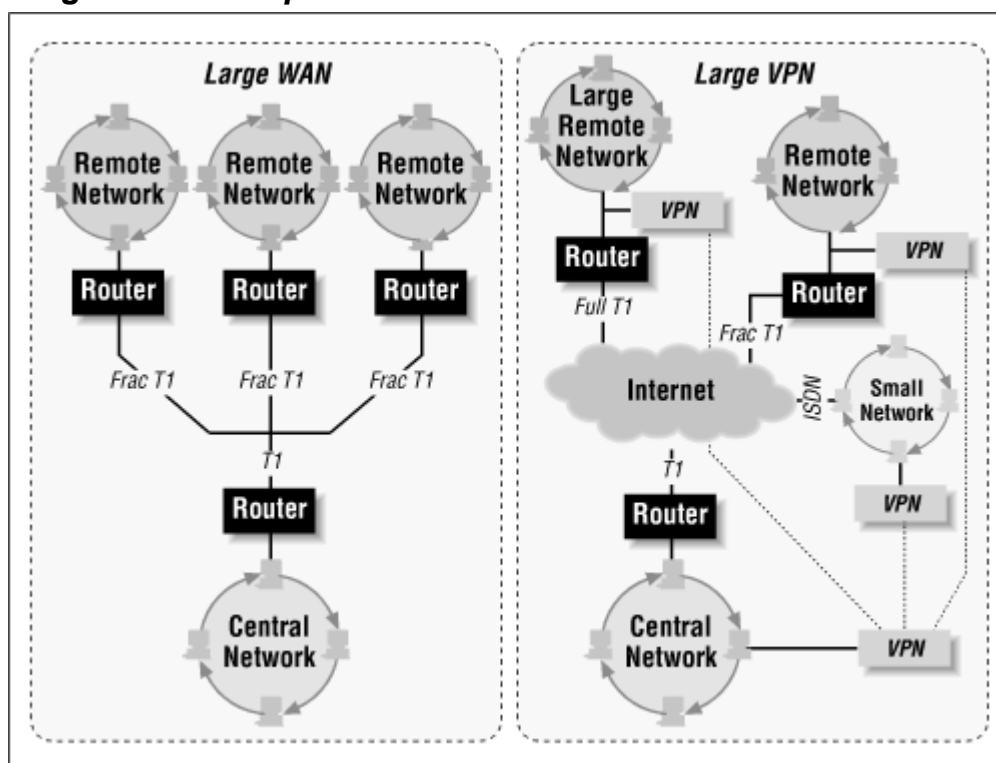 Large WAN
Remote
Network
Remote
Network
Remote
Network
Router
Router
Router
Frac T1
Frac T1
Frac T1
T1
Router
Central
Network
Large VPN
Large
Remote
Network
VPN
Router
Full T1
Remote
Network
VPN
Router
Frac T1
Internet
ISDN
Small
Network
VPN
T1
Router
Central
Network
VPN